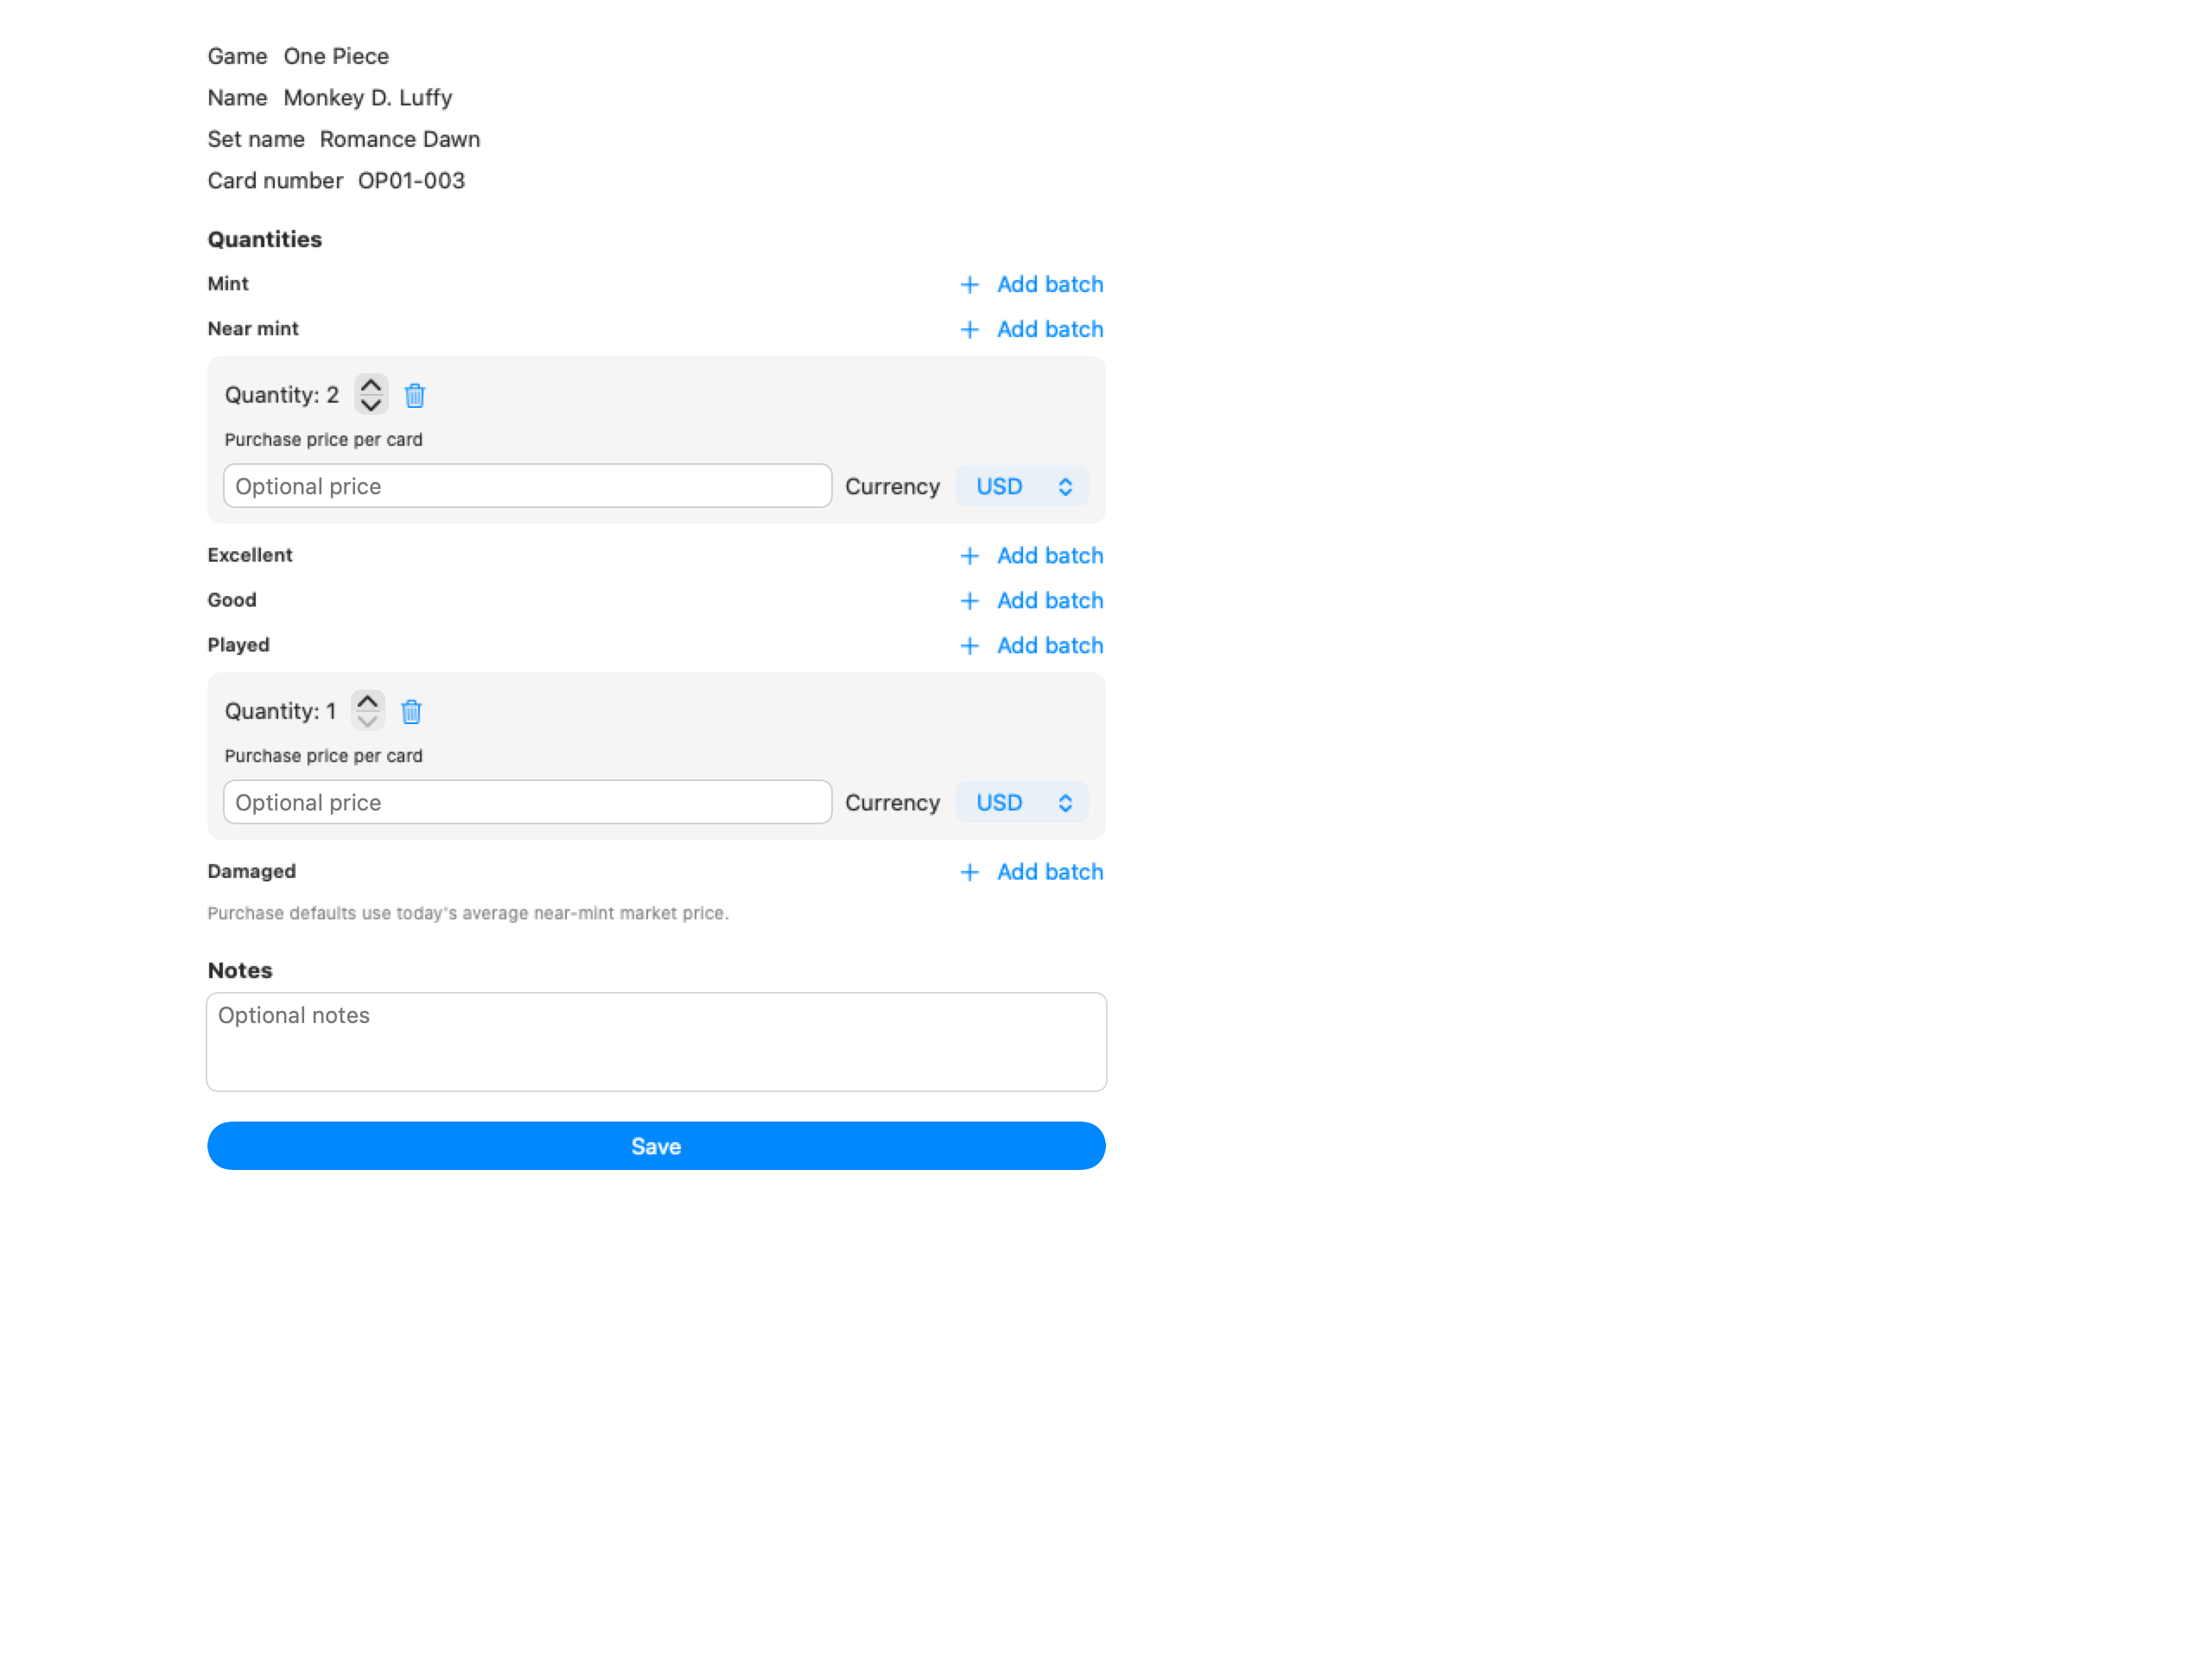 Game One Piece
Name Monkey D. Luffy
Set name Romance Dawn
Card number OP01-003
Quantities
Mint + Add batch
Near mint + Add batch
Quantity: 2
Purchase price per card
Optional price Currency USD
Excellent + Add batch
Good + Add batch
Played + Add batch
Quantity: 1
Purchase price per card
Optional price Currency USD
Damaged + Add batch
Purchase defaults use today's average near-mint market price.
Notes
Optional notes
Save